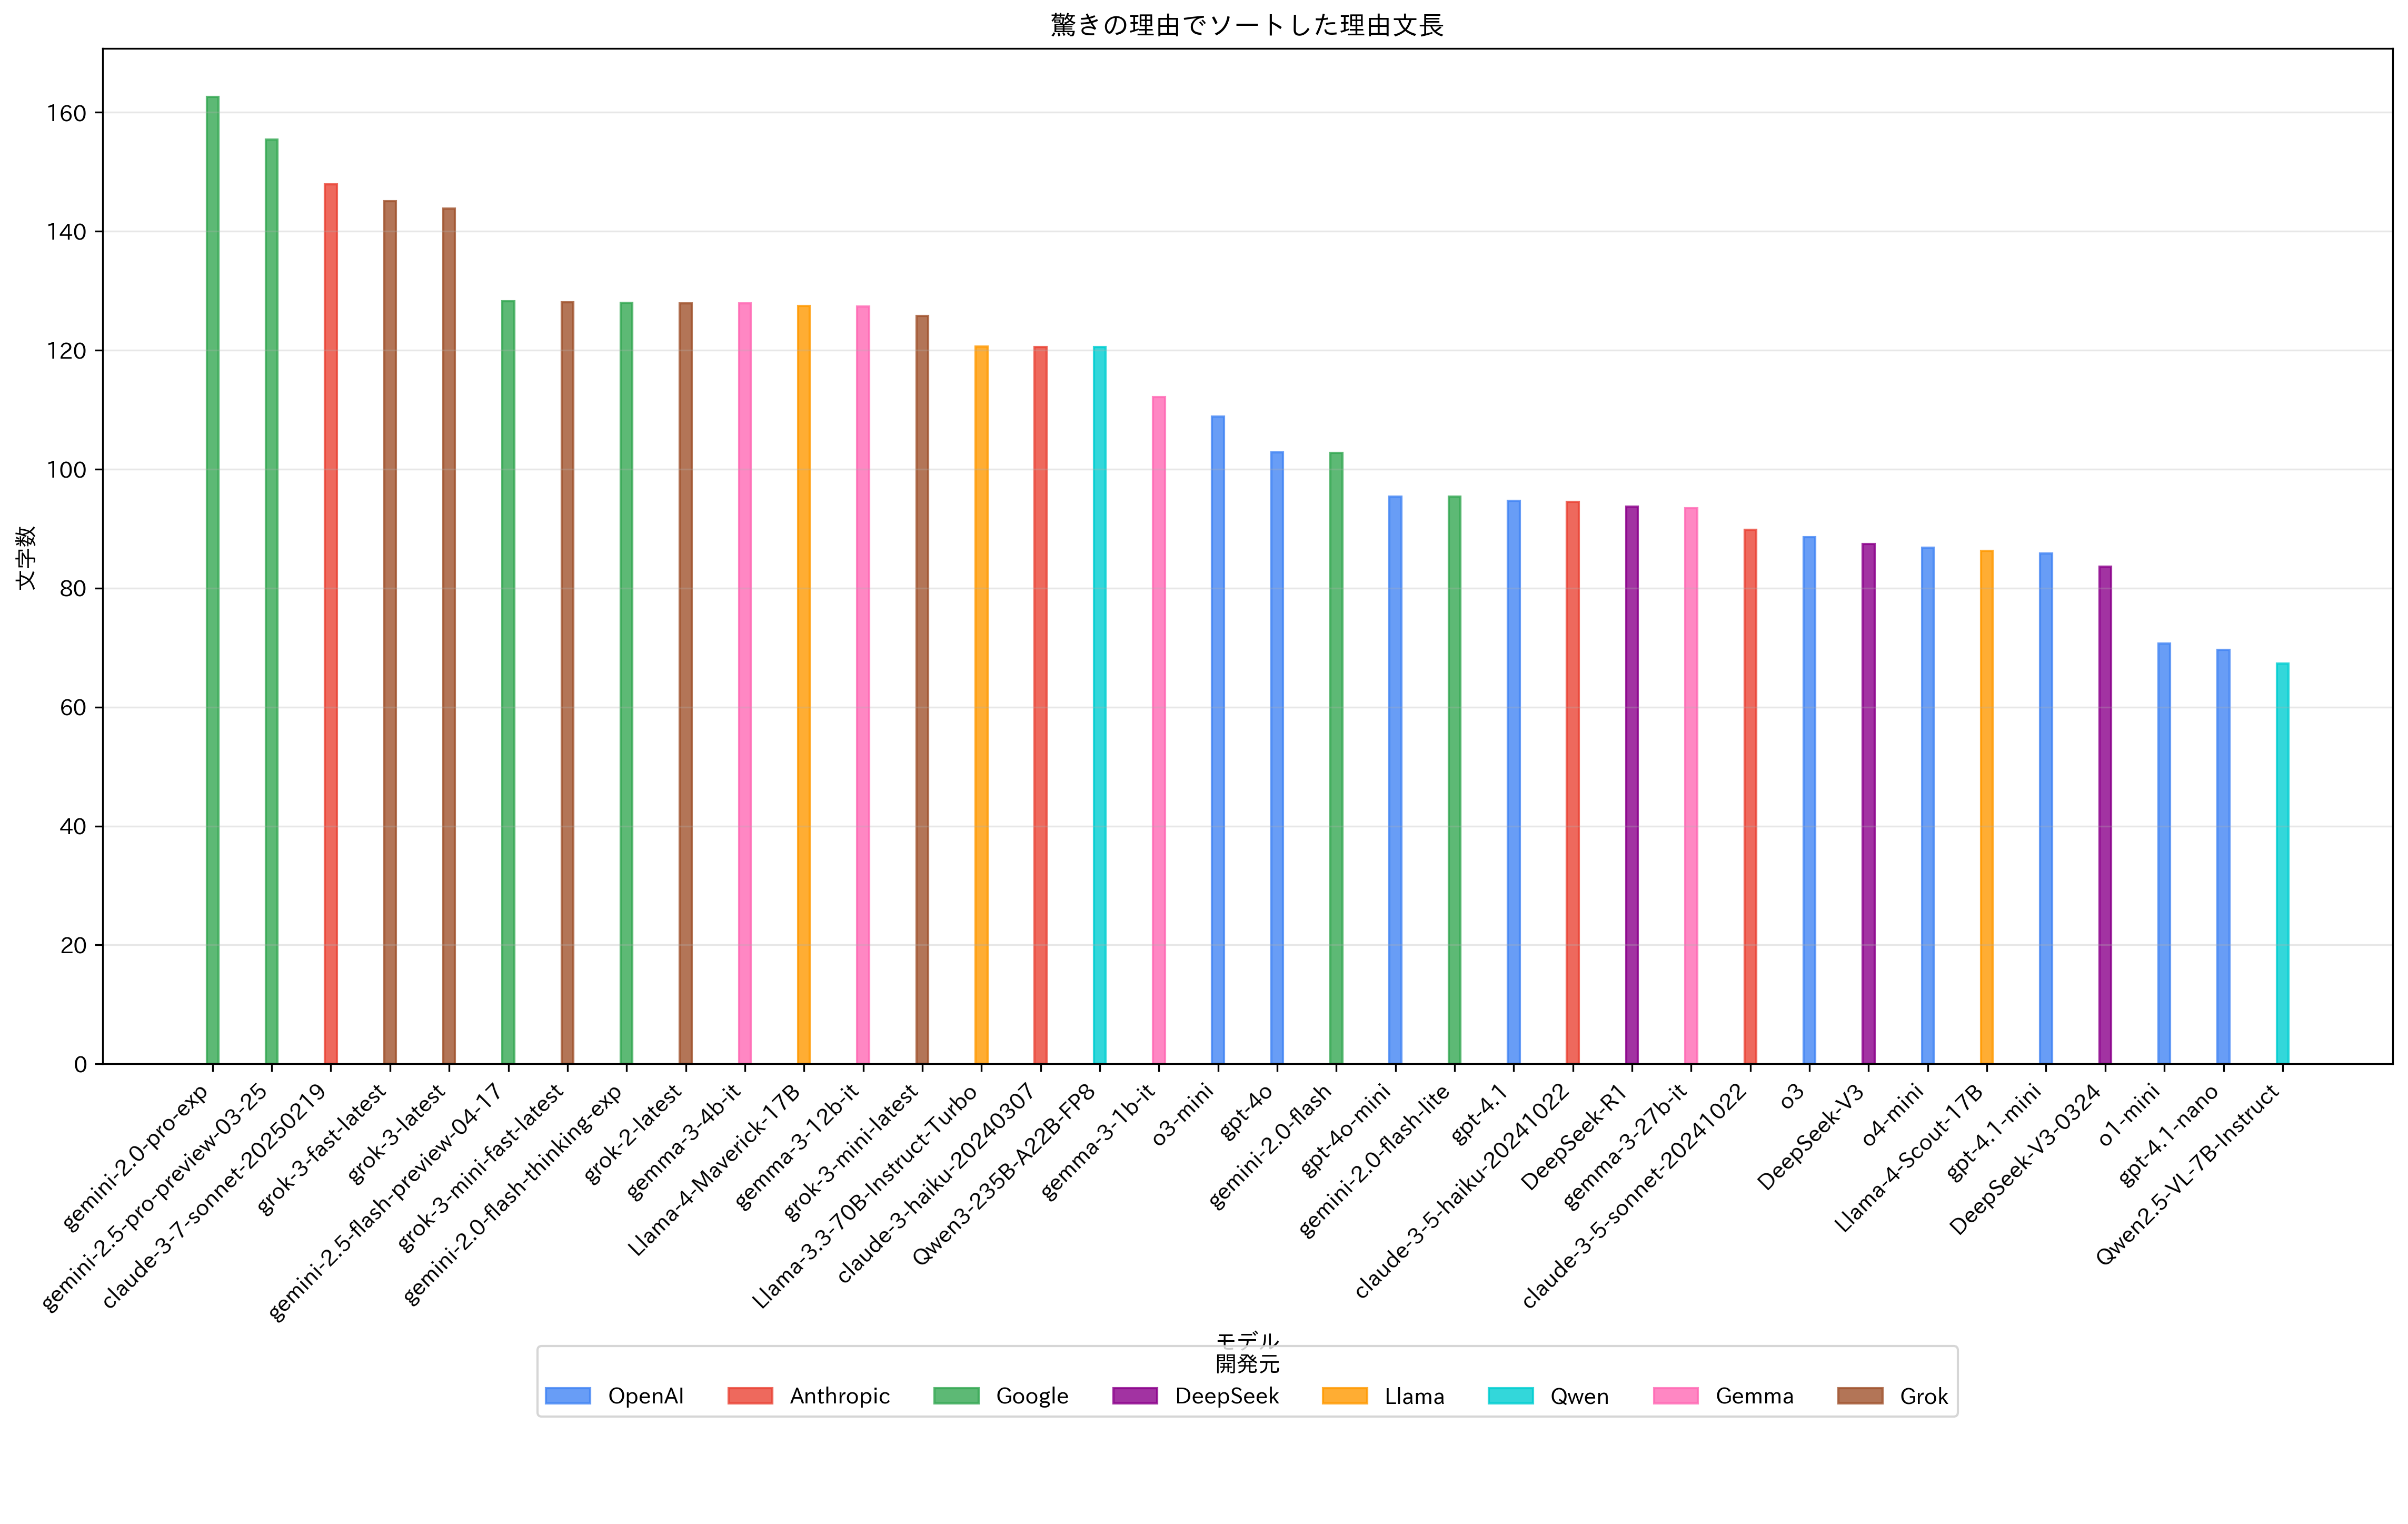 驚きの理由でソートした理由文長
文字数
160
140
120
100
80
60
40
20
0
gemini-2.0-pro-exp
gemini-2.5-pro-preview-03-25
claude-3-7-sonnet-20250219
grok-3-fast-latest
grok-3-latest
gemini-2.5-flash-preview-04-17
grok-3-mini-fast-latest
gemini-2.0-flash-thinking-exp
grok-2-latest
gemma-3-4b-it
Llama-4-Maverick-17B
gemma-3-12b-it
grok-3-mini-latest
Llama-3.3-70B-Instruct-Turbo
claude-3-haiku-20240307
Qwen3-235B-A22B-FP8
gemma-3-1b-it
o3-mini
gpt-4o
gemini-2.0-flash
gpt-4o-mini
gemini-2.0-flash-lite
gpt-4.1
claude-3-5-haiku-20241022
DeepSeek-R1
gemma-3-27b-it
claude-3-5-sonnet-20241022
o3
DeepSeek-V3
o4-mini
Llama-4-Scout-17B
gpt-4.1-mini
DeepSeek-V3-0324
o1-mini
gpt-4.1-nano
Qwen2.5-VL-7B-Instruct
モデル
開発元
OpenAI Anthropic Google DeepSeek Llama Qwen Gemma Grok